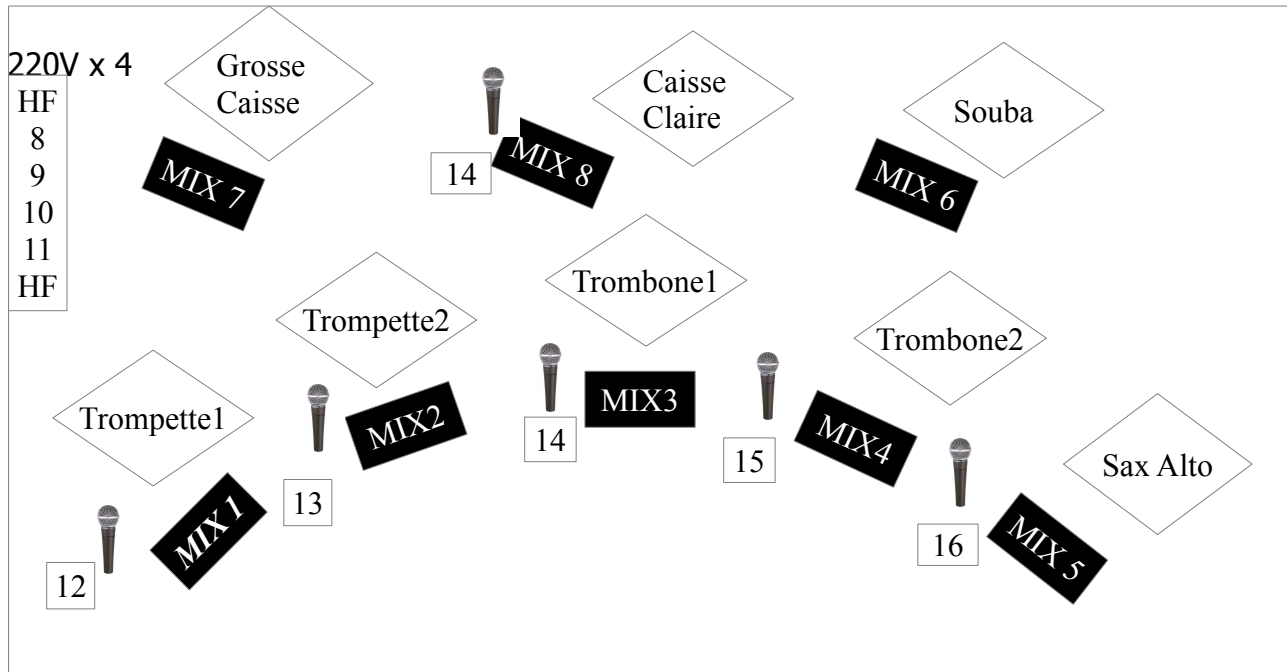 220V x 4
HF
8
9
10
11
HF
Grosse
Caisse
MIX 7
14
MIX 8
Caisse
Claire
Souba
MIX 6
Trompette1
12
MIX 1
Trompette2
13
MIX2
Trombone1
14
MIX3
Trombone2
15
MIX4
Sax Alto
16
MIX 5